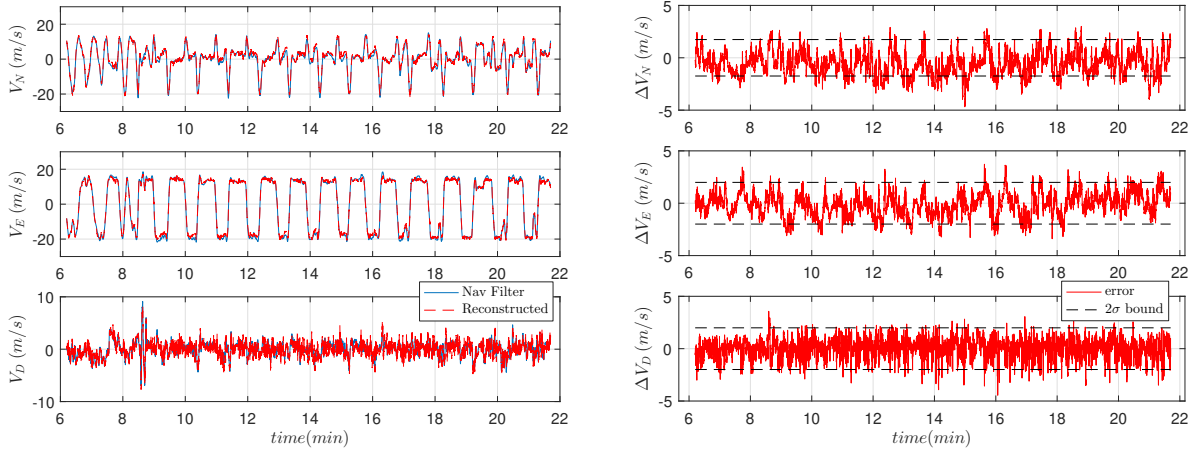 V_N (m/s)
20
0
-20
6 8 10 12 14 16 18 20 22
V_E (m/s)
20
0
-20
6 8 10 12 14 16 18 20 22
V_D (m/s)
10
0
-10
Nav Filter
Reconstructed
6 8 10 12 14 16 18 20 22
time(min)
ΔV_N (m/s)
5
0
-5
6 8 10 12 14 16 18 20 22
ΔV_E (m/s)
5
0
-5
6 8 10 12 14 16 18 20 22
ΔV_D (m/s)
5
0
-5
error
2σ bound
6 8 10 12 14 16 18 20 22
time(min)